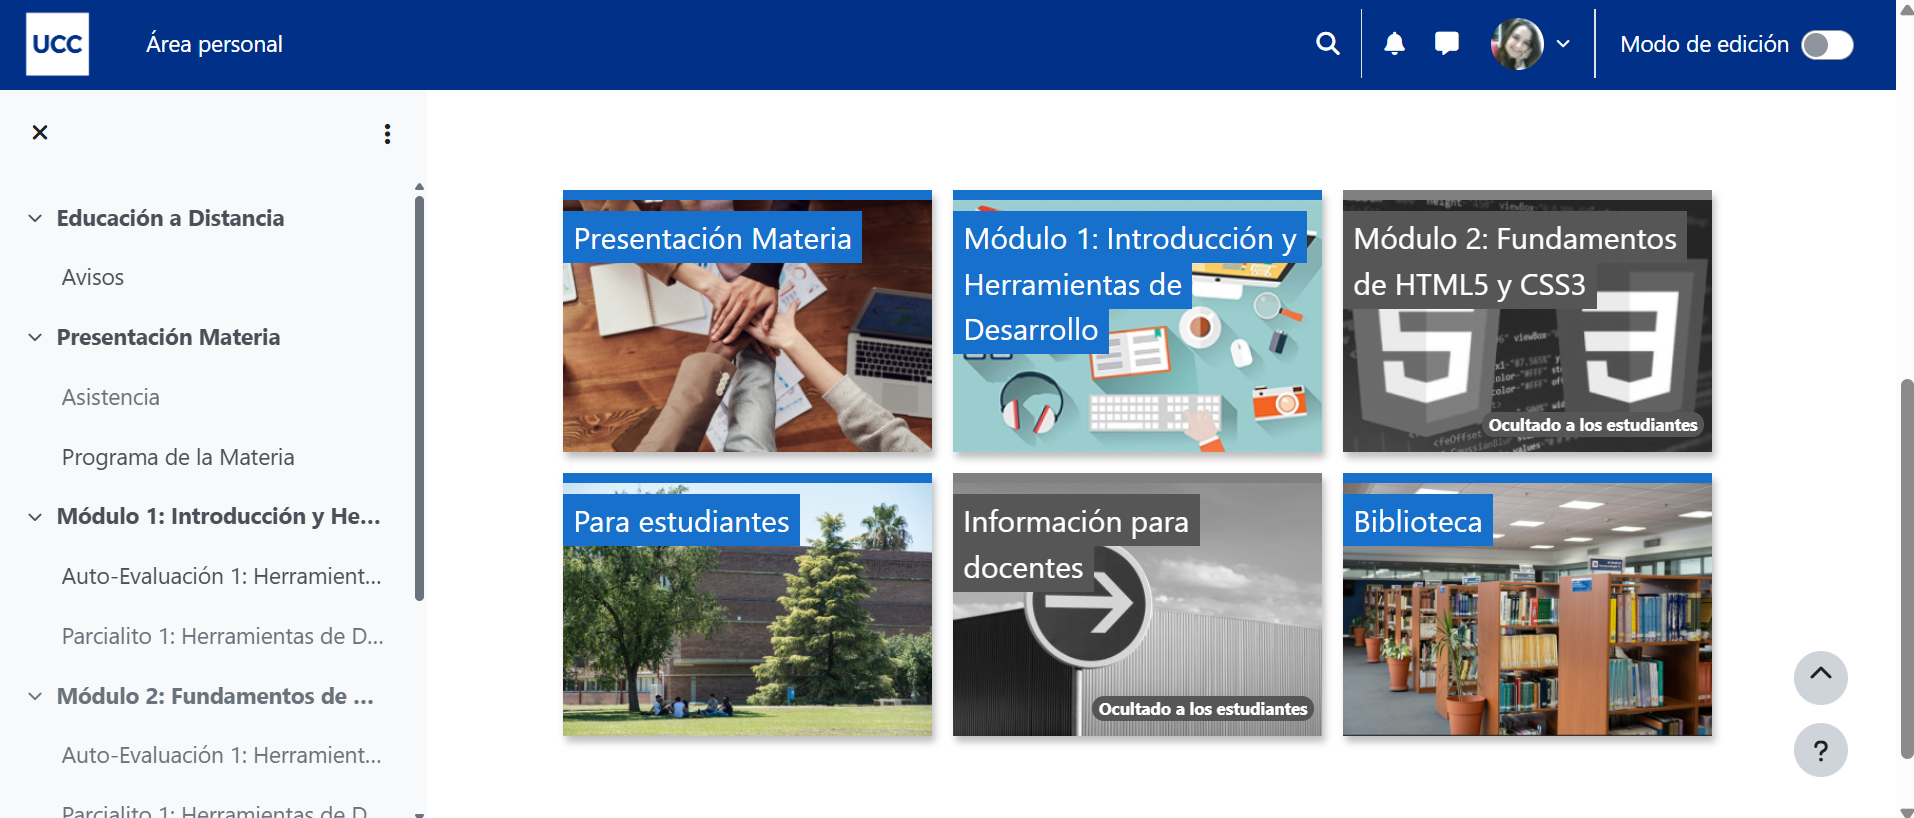 UCC
Área personal
Modo de edición
Educación a Distancia
Avisos
Presentación Materia
Asistencia
Programa de la Materia
Módulo 1: Introducción y He...
Auto-Evaluación 1: Herramient...
Parcialito 1: Herramientas de D...
Módulo 2: Fundamentos de ...
Auto-Evaluación 1: Herramient...
Parcialito 1: Herramientas de D...
Presentación Materia
Módulo 1: Introducción y
Herramientas de
Desarrollo
Módulo 2: Fundamentos
de HTML5 y CSS3
Ocultado a los estudiantes
Para estudiantes
Información para
docentes
Ocultado a los estudiantes
Biblioteca
?